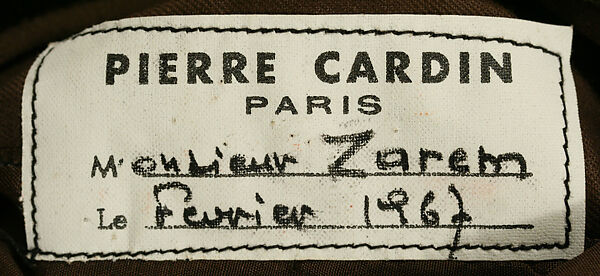 PIERRE CARDIN
PARIS
Monsieur Zarem
Le Fevrier 1967